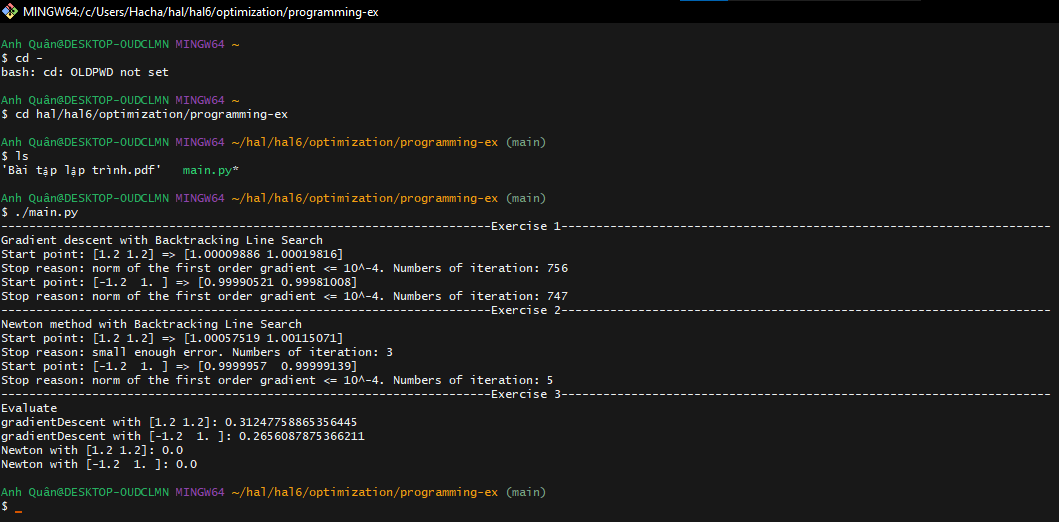 MINGW64:/c/Users/Hacha/hal/hal6/optimization/programming-ex
Anh Quân@DESKTOP-OUDCLMN MINGW64 ~
$ cd -
bash: cd: OLDPWD not set
Anh Quân@DESKTOP-OUDCLMN MINGW64 ~
$ cd hal/hal6/optimization/programming-ex
Anh Quân@DESKTOP-OUDCLMN MINGW64 ~/hal/hal6/optimization/programming-ex (main)
$ ls
'Bài tập lập trình.pdf'   main.py*
Anh Quân@DESKTOP-OUDCLMN MINGW64 ~/hal/hal6/optimization/programming-ex (main)
$ ./main.py
----------------------------------------------------------------------Exercise 1----------------------------------------------------------------------
Gradient descent with Backtracking Line Search
Start point: [1.2 1.2] => [1.00009886 1.00019816]
Stop reason: norm of the first order gradient <= 10^-4. Numbers of iteration: 756
Start point: [-1.2  1. ] => [0.99990521 0.99981008]
Stop reason: norm of the first order gradient <= 10^-4. Numbers of iteration: 747
----------------------------------------------------------------------Exercise 2----------------------------------------------------------------------
Newton method with Backtracking Line Search
Start point: [1.2 1.2] => [1.00057519 1.00115071]
Stop reason: small enough error. Numbers of iteration: 3
Start point: [-1.2  1. ] => [0.9999957  0.99999139]
Stop reason: norm of the first order gradient <= 10^-4. Numbers of iteration: 5
----------------------------------------------------------------------Exercise 3----------------------------------------------------------------------
Evaluate
gradientDescent with [1.2 1.2]: 0.31247758865356445
gradientDescent with [-1.2  1. ]: 0.2656087875366211
Newton with [1.2 1.2]: 0.0
Newton with [-1.2  1. ]: 0.0
Anh Quân@DESKTOP-OUDCLMN MINGW64 ~/hal/hal6/optimization/programming-ex (main)
$ _